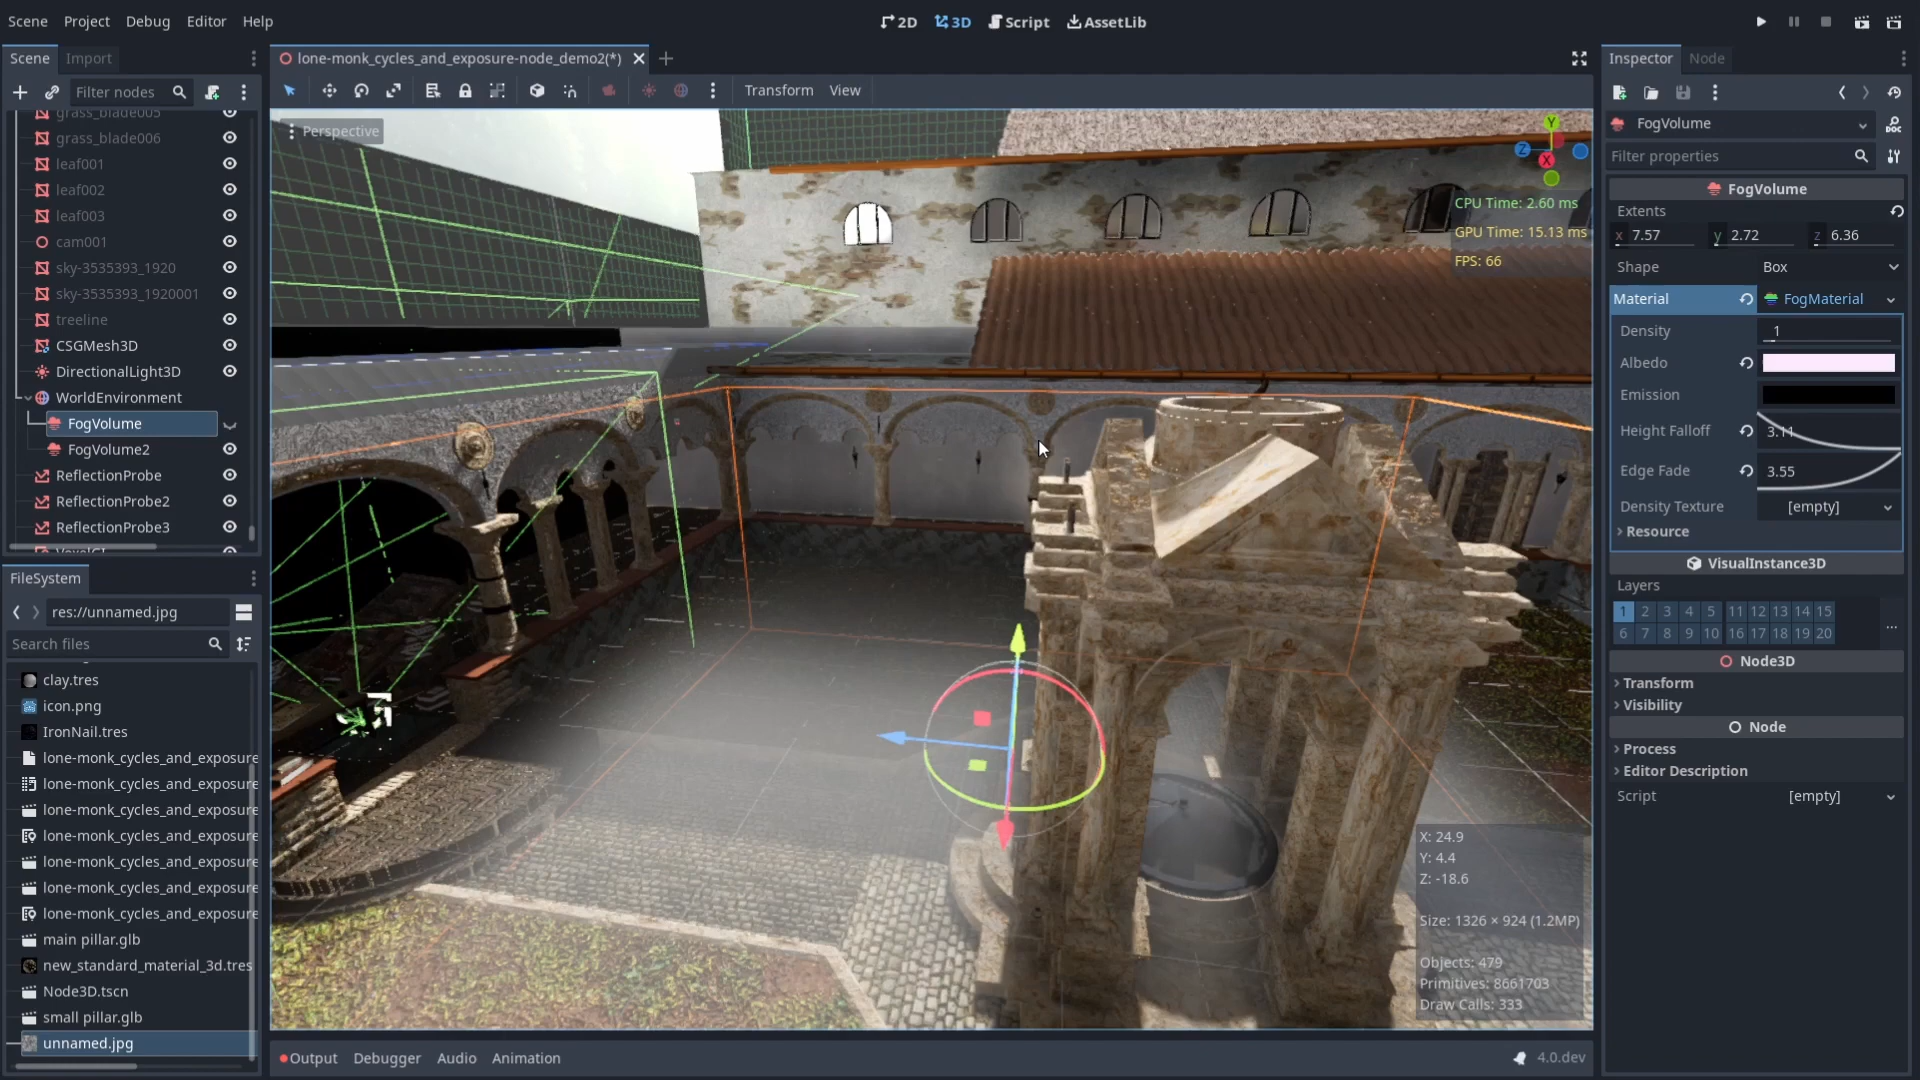 Scene Project Debug Editor Help
2D 3D Script AssetLib
Scene Import
Filter nodes
grass_blade005
grass_blade006
leaf001
leaf002
leaf003
cam001
sky-3535393_1920
sky-3535393_1920001
treeline
CSGMesh3D
DirectionalLight3D
WorldEnvironment
FogVolume
FogVolume2
ReflectionProbe
ReflectionProbe2
ReflectionProbe3
VoxelGI
FileSystem
res://unnamed.jpg
Search files
clay.tres
icon.png
IronNail.tres
lone-monk_cycles_and_exposure
lone-monk_cycles_and_exposure
lone-monk_cycles_and_exposure
lone-monk_cycles_and_exposure
lone-monk_cycles_and_exposure
lone-monk_cycles_and_exposure
lone-monk_cycles_and_exposure
main pillar.glb
new_standard_material_3d.tres
Node3D.tscn
small pillar.glb
unnamed.jpg
lone-monk_cycles_and_exposure-node_demo2(*)
Transform View
Perspective
Y
Z
X
CPU Time: 2.60 ms
GPU Time: 15.13 ms
FPS: 66
X: 24.9
Y: 4.4
Z: -18.6
Size: 1326 × 924 (1.2MP)
Objects: 479
Primitives: 8661703
Draw Calls: 333
Output Debugger Audio Animation
4.0.dev
Inspector Node
FogVolume
DOC
Filter properties
FogVolume
Extents
x 7.57 y 2.72 z 6.36
Shape Box
Material FogMaterial
Density 1
Albedo
Emission
Height Falloff 3.11
Edge Fade 3.55
Density Texture [empty]
Resource
VisualInstance3D
Layers
1 2 3 4 5 11 12 13 14 15
6 7 8 9 10 16 17 18 19 20
...
Node3D
Transform
Visibility
Node
Process
Editor Description
Script [empty]